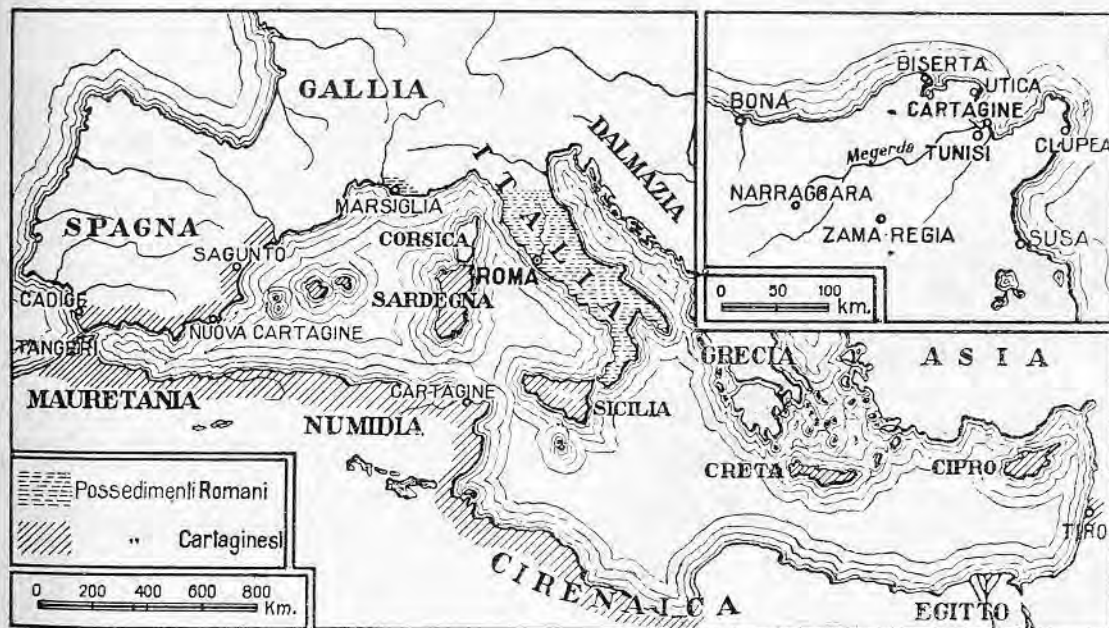 GALLIA
SPAGNA
ITALIA
DALMAZIA
MARSIGLIA
SAGUNTO
CORSICA
ROMA
SARDEGNA
CADIGE
NUOVA CARTAGINE
TANGERI
MAURETANIA
NUMIDIA
CARTAGINE
SICILIA
GRECIA
ASIA
CRETA
CIPRO
TIRO
CIRENAICA
EGITTO
Possedimenti Romani
„ Cartaginesi
0 200 400 600 800
Km.
BISERTA
UTICA
BONA
CARTAGINE
CLUPEA
Megerda
TUNISI
NARRAGGARA
ZAMA-REGIA
SUSA
0 50 100
km.